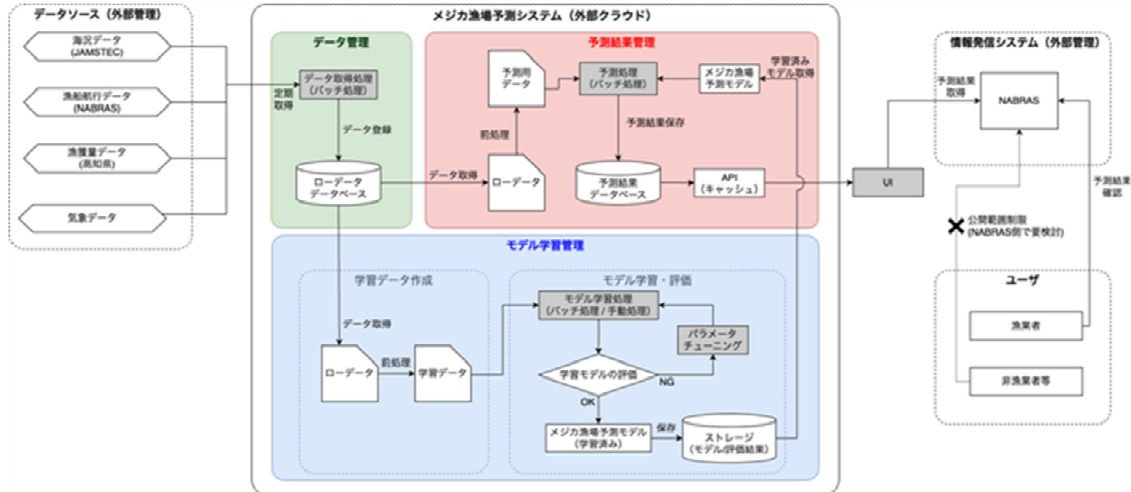 データソース（外部管理）
海況データ
(JAMSTEC)
漁船航行データ
(NABRAS)
漁獲量データ
(高知県)
気象データ
定期
取得
メジカ漁場予測システム（外部クラウド）
データ管理
データ取得処理
（バッチ処理）
データ登録
ローデータ
データベース
データ取得
予測結果管理
予測用
データ
前処理
ローデータ
予測処理
（バッチ処理）
予測結果保存
予測結果
データベース
メジカ漁場
予測モデル
学習済み
モデル取得
API
（キャッシュ）
UI
モデル学習管理
学習データ作成
データ取得
ローデータ
前処理
学習データ
モデル学習・評価
モデル学習処理
（バッチ処理 / 手動処理）
パラメータ
チューニング
学習モデルの評価
NG
OK
メジカ漁場予測モデル
（学習済み）
保存
ストレージ
（モデル/評価結果）
情報発信システム（外部管理）
予測結果
取得
NABRAS
予測結果
確認
公開範囲制限
(NABRAS側で要検討)
ユーザ
漁業者
非漁業者等